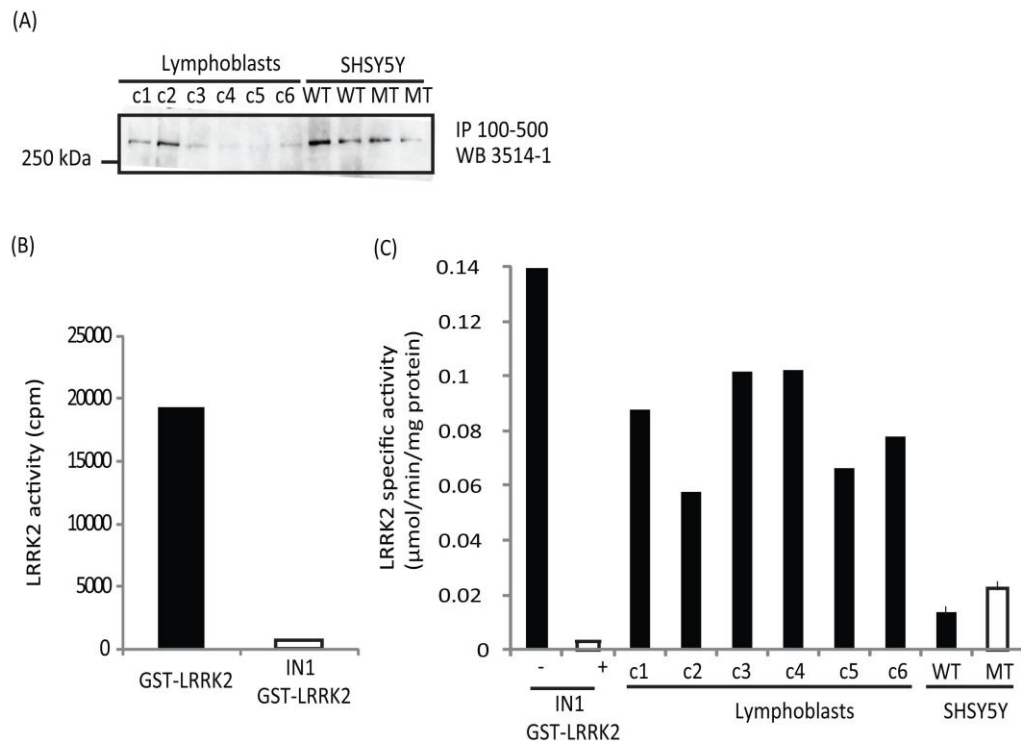 (A)
Lymphoblasts SHSY5Y
c1 c2 c3 c4 c5 c6 WT WT MT MT
IP 100-500
WB 3514-1
250 kDa
(B)
LRRK2 activity (cpm)
25000
20000
15000
10000
5000
0
GST-LRRK2
IN1
GST-LRRK2
(C)
LRRK2 specific activity
(µmol/min/mg protein)
0.14
0.12
0.1
0.08
0.06
0.04
0.02
0
- + c1 c2 c3 c4 c5 c6 WT MT
IN1
GST-LRRK2
Lymphoblasts
SHSY5Y